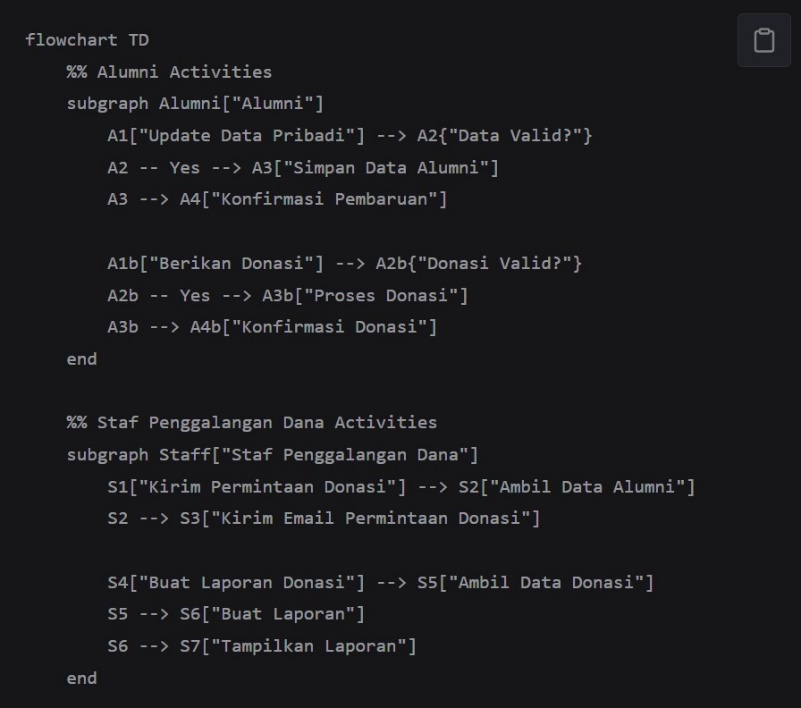 flowchart TD
%% Alumni Activities
subgraph Alumni["Alumni"]
A1["Update Data Pribadi"] --> A2{"Data Valid?"}
A2 -- Yes --> A3["Simpan Data Alumni"]
A3 --> A4["Konfirmasi Pembaruan"]
A1b["Berikan Donasi"] --> A2b{"Donasi Valid?"}
A2b -- Yes --> A3b["Proses Donasi"]
A3b --> A4b["Konfirmasi Donasi"]
end
%% Staf Penggalangan Dana Activities
subgraph Staff["Staf Penggalangan Dana"]
S1["Kirim Permintaan Donasi"] --> S2["Ambil Data Alumni"]
S2 --> S3["Kirim Email Permintaan Donasi"]
S4["Buat Laporan Donasi"] --> S5["Ambil Data Donasi"]
S5 --> S6["Buat Laporan"]
S6 --> S7["Tampilkan Laporan"]
end